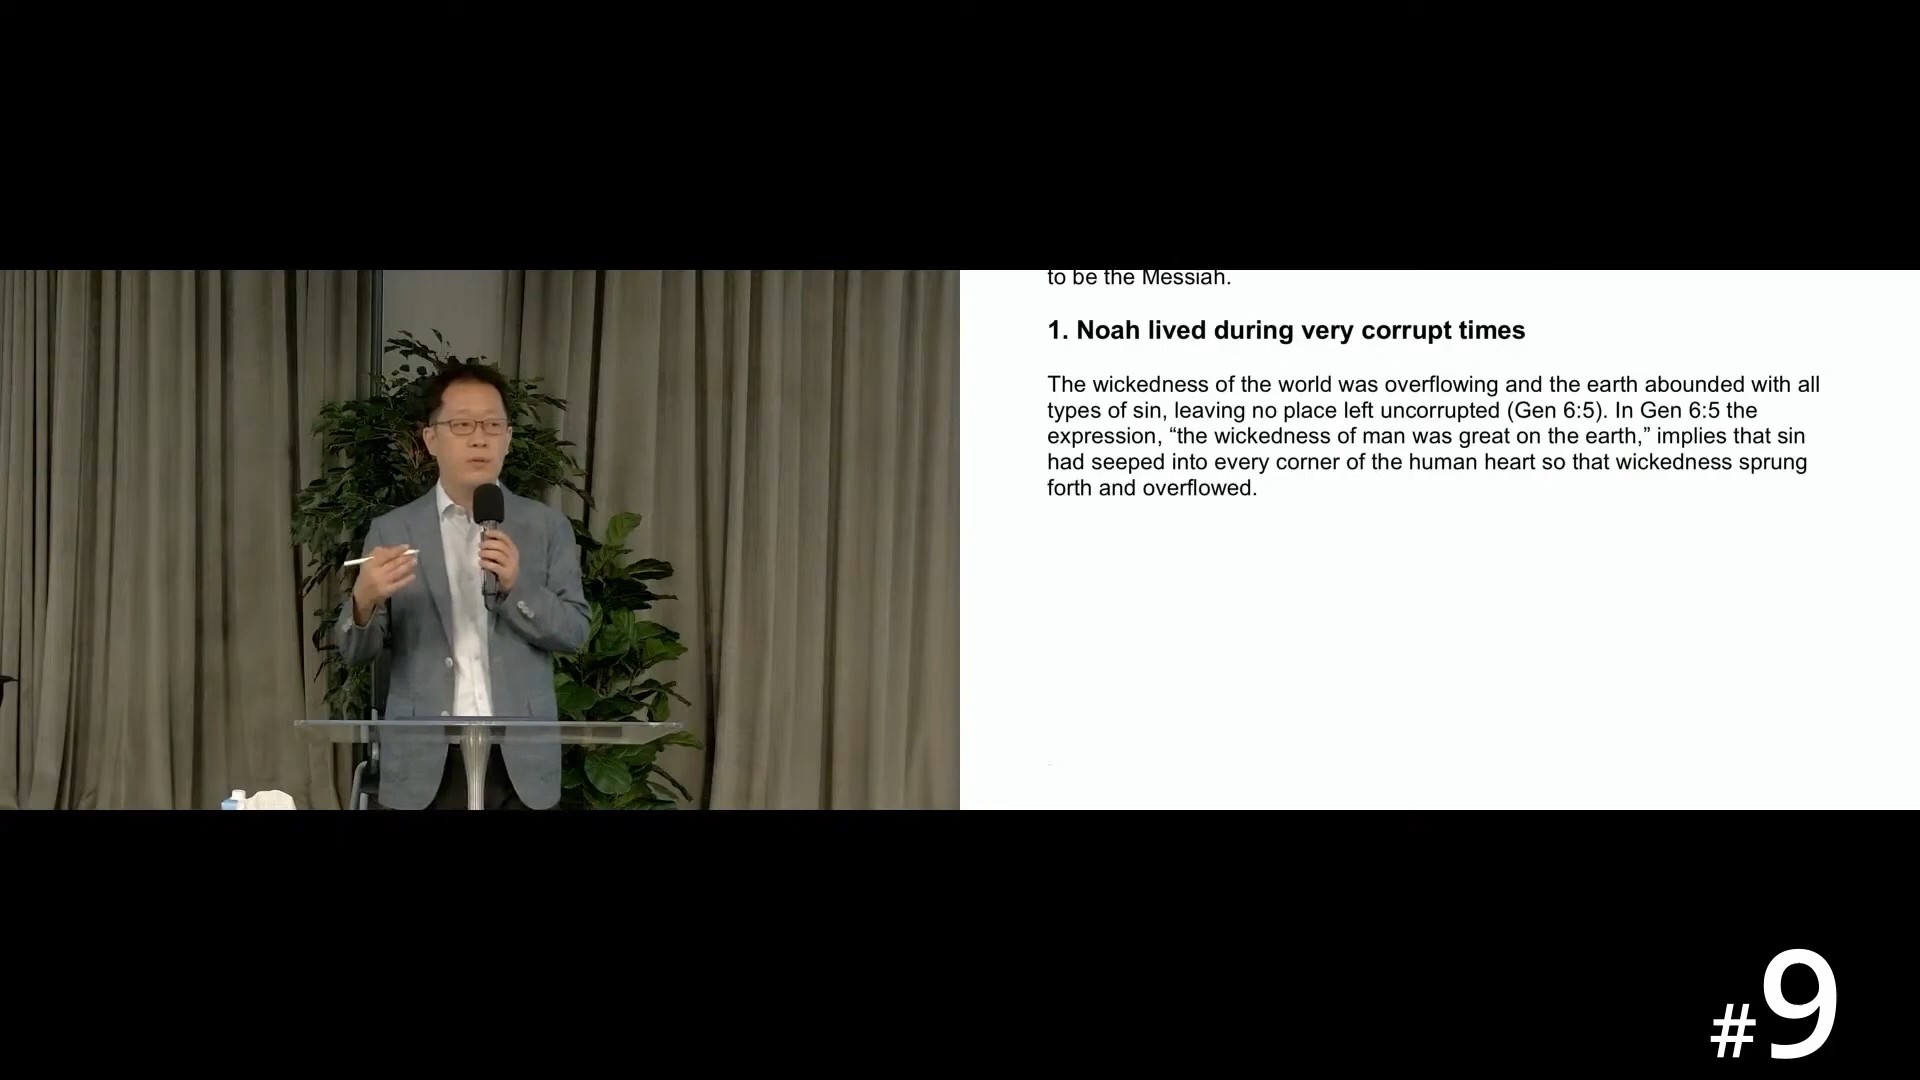 to be the Messiah.
1. Noah lived during very corrupt times
The wickedness of the world was overflowing and the earth abounded with all
types of sin, leaving no place left uncorrupted (Gen 6:5). In Gen 6:5 the
expression, “the wickedness of man was great on the earth,” implies that sin
had seeped into every corner of the human heart so that wickedness sprung
forth and overflowed.
#9